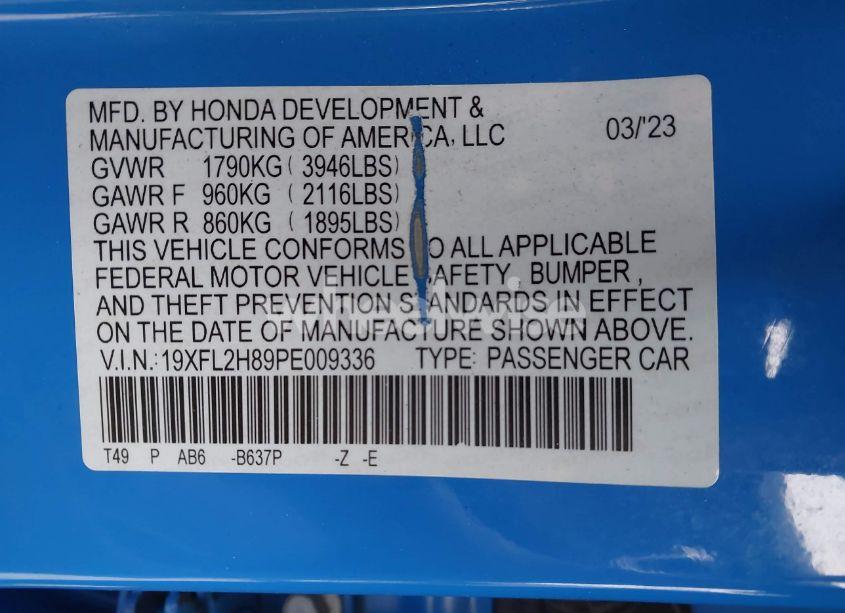 MFD. BY HONDA DEVELOPMENT &
MANUFACTURING OF AMERICA, LLC 03/'23
GVWR 1790KG ( 3946LBS)
GAWR F 960KG ( 2116LBS)
GAWR R 860KG ( 1895LBS)
THIS VEHICLE CONFORMS TO ALL APPLICABLE
FEDERAL MOTOR VEHICLE SAFETY, BUMPER,
AND THEFT PREVENTION STANDARDS IN EFFECT
ON THE DATE OF MANUFACTURE SHOWN ABOVE.
V.I.N.: 19XFL2H89PE009336 TYPE: PASSENGER CAR
T49 P AB6 -B637P -Z -E